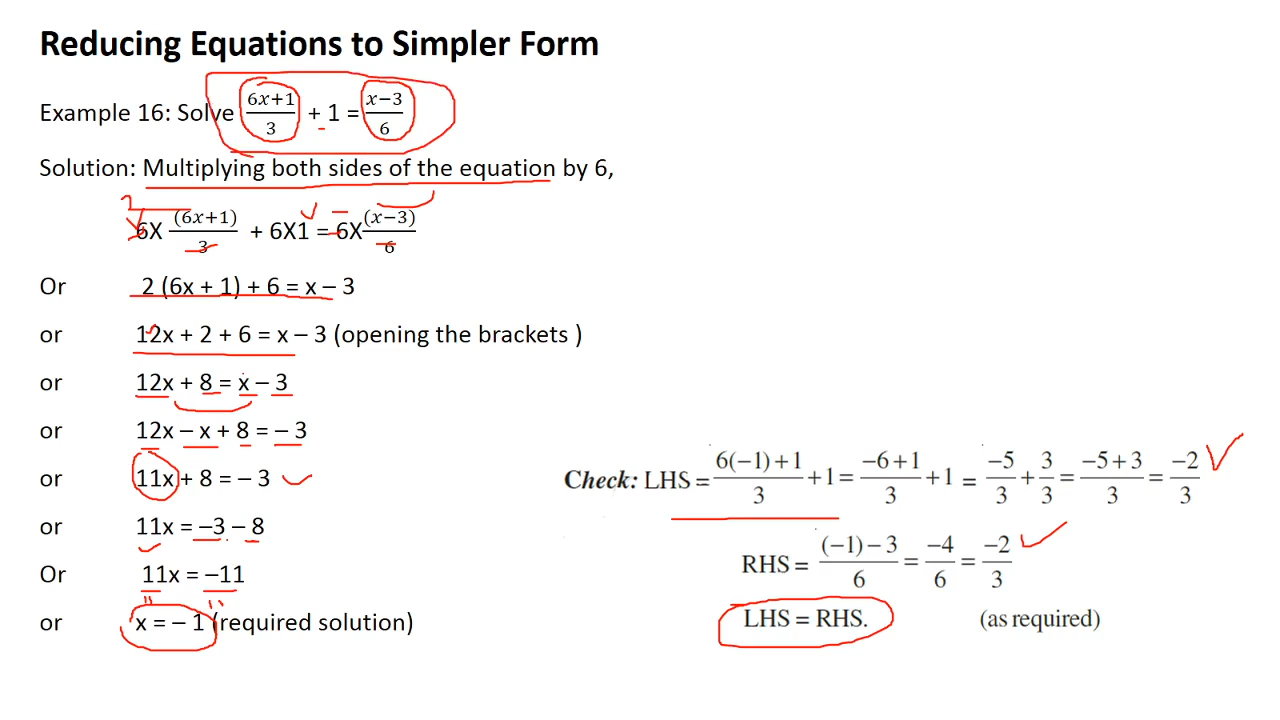 Reducing Equations to Simpler Form
Example 16: Solve (6x+1)/3 + 1 = (x−3)/6
Solution: Multiplying both sides of the equation by 6,
2
6X (6x+1)/3 + 6X1 = 6X (x−3)/6
Or 2 (6x + 1) + 6 = x – 3
or 12x + 2 + 6 = x – 3 (opening the brackets )
or 12x + 8 = x – 3
or 12x – x + 8 = – 3
or 11x + 8 = – 3
or 11x = –3 – 8
Or 11x = –11
or x = – 1 (required solution)
Check: LHS = (6(−1)+1)/3 + 1 = (−6+1)/3 + 1 = −5/3 + 3/3 = (−5+3)/3 = −2/3
RHS = ((−1)−3)/6 = −4/6 = −2/3
LHS = RHS. (as required)